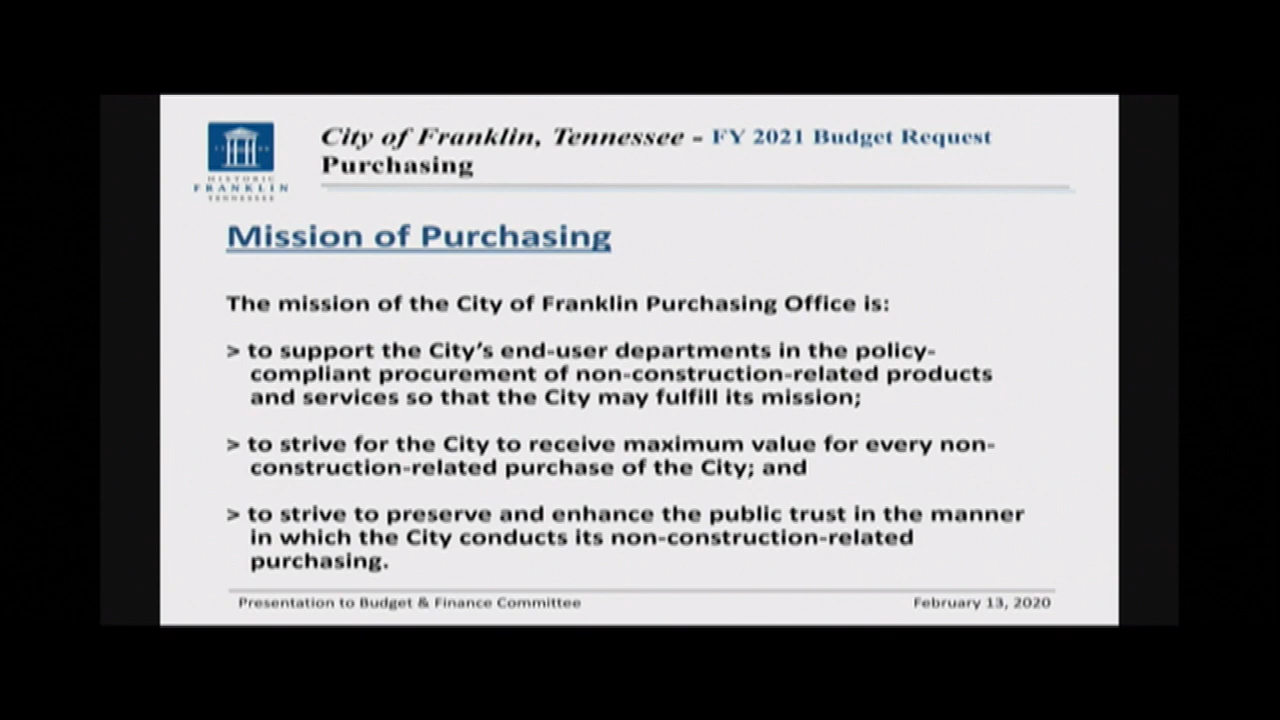 City of Franklin, Tennessee - FY 2021 Budget Request
Purchasing
HISTORIC
FRANKLIN
TENNESSEE
Mission of Purchasing
The mission of the City of Franklin Purchasing Office is:
> to support the City's end-user departments in the policy-
compliant procurement of non-construction-related products
and services so that the City may fulfill its mission;
> to strive for the City to receive maximum value for every non-
construction-related purchase of the City; and
> to strive to preserve and enhance the public trust in the manner
in which the City conducts its non-construction-related
purchasing.
Presentation to Budget & Finance Committee
February 13, 2020